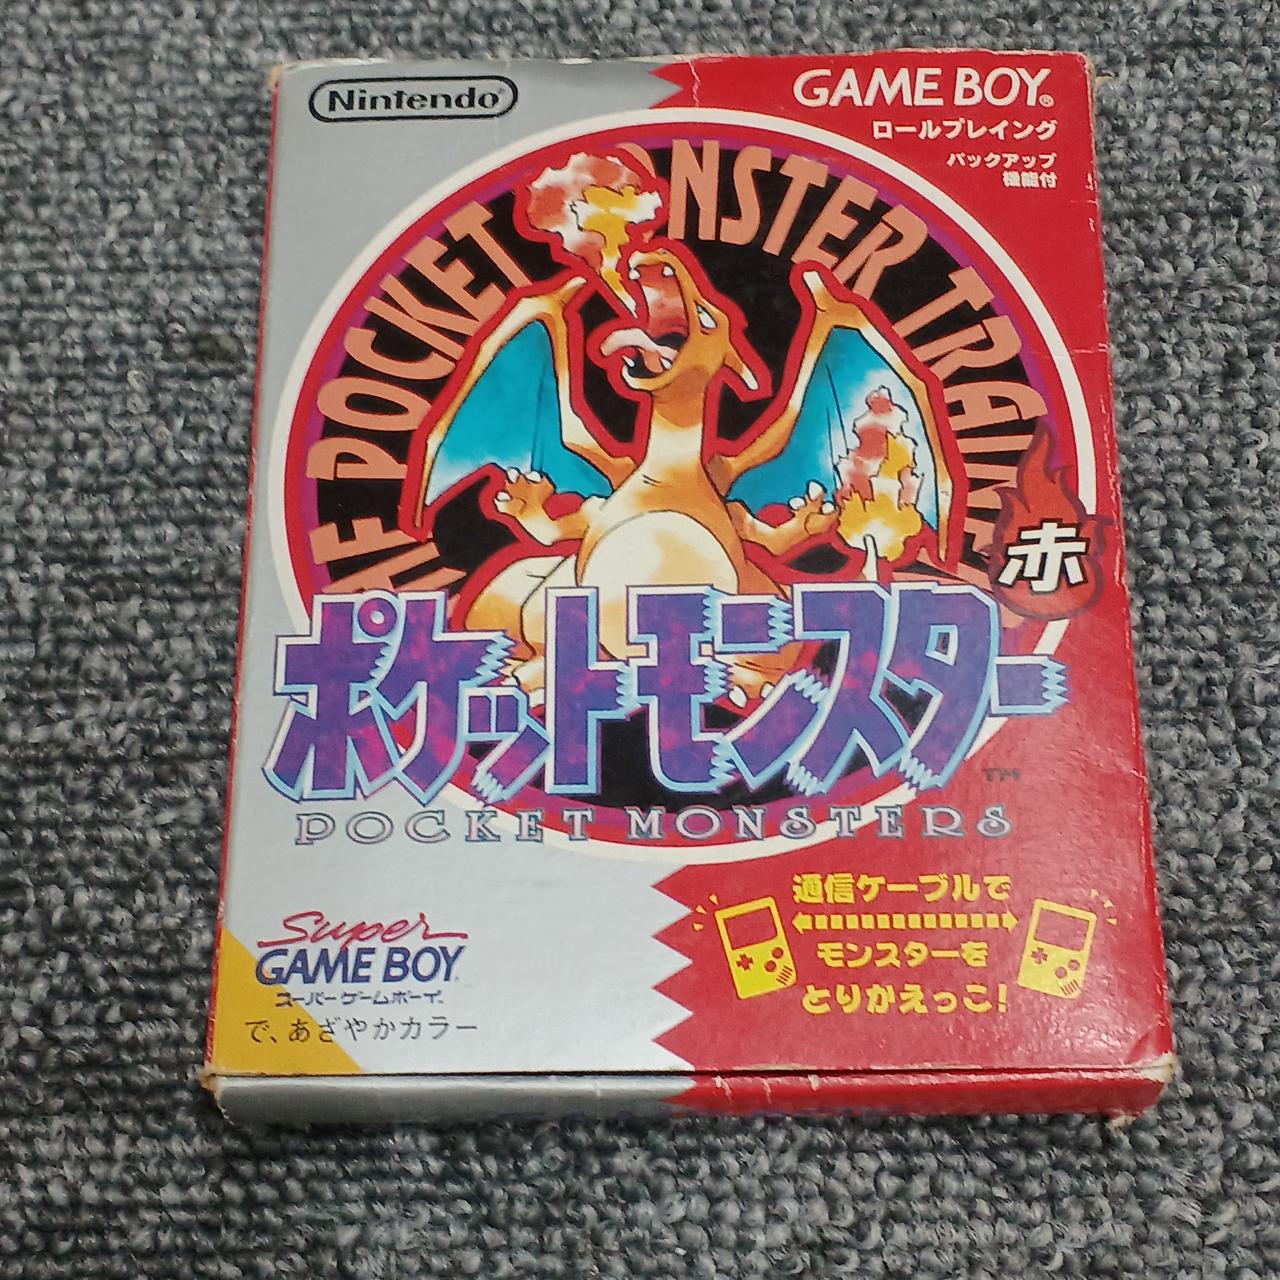 Nintendo®
GAME BOY®
ロールプレイング
バックアップ
機能付
POCKET MONSTER
赤
ポケットモンスター
TM
POCKET MONSTERS
通信ケーブルで
モンスターを
とりかえっこ!
Super
GAME BOY
スーパーゲームボーイ
で、あざやかカラー